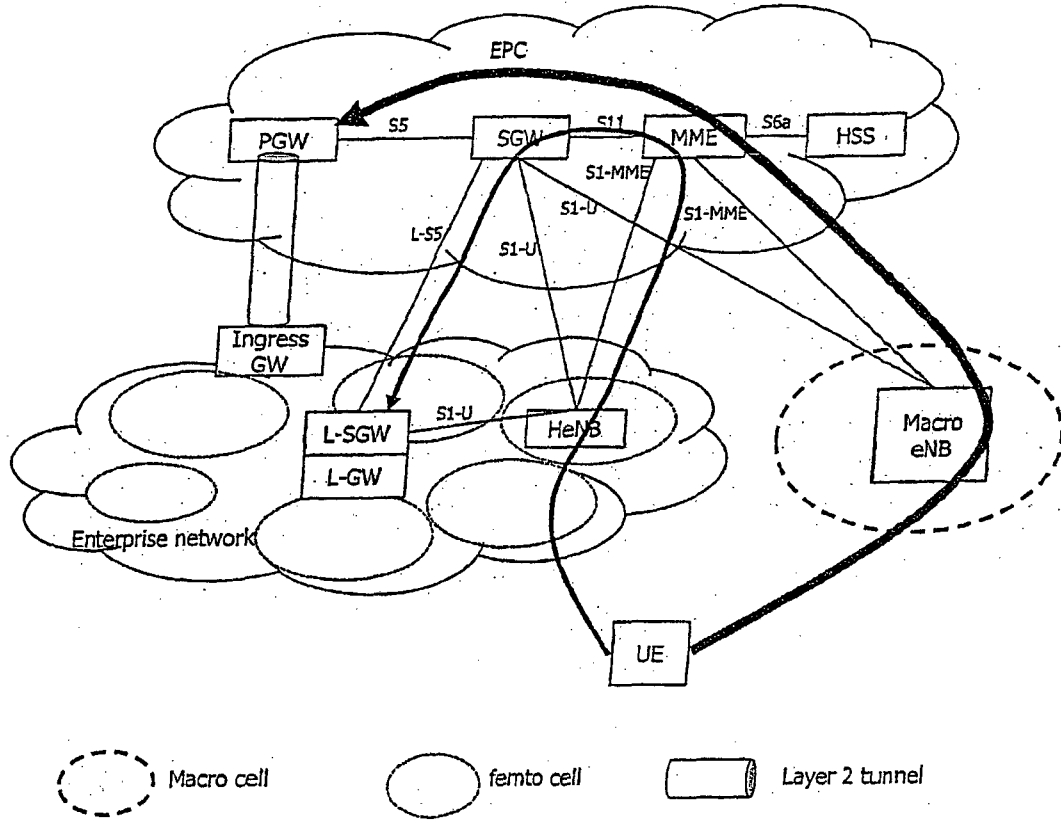 EPC
PGW
S5
SGW
S11
MME
S6a
HSS
S1-MME
S1-U
S1-MME
L-S5
S1-U
Ingress
GW
S1-U
L-SGW
HeNB
Macro
eNB
L-GW
Enterprise network
UE
Macro cell
femto cell
Layer 2 tunnel